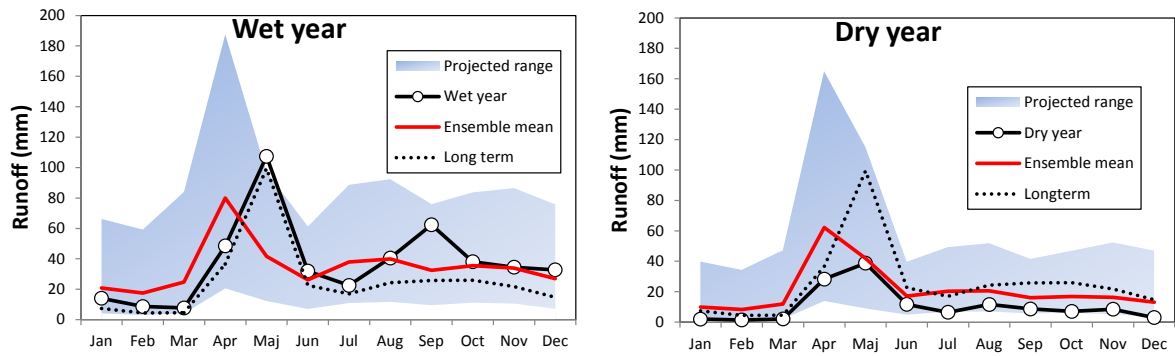 Wet year
Runoff (mm)
200
180
160
140
120
100
80
60
40
20
0
Jan Feb Mar Apr Maj Jun Jul Aug Sep Oct Nov Dec
Projected range
Wet year
Ensemble mean
Long term
Dry year
Runoff (mm)
200
180
160
140
120
100
80
60
40
20
0
Jan Feb Mar Apr Maj Jun Jul Aug Sep Oct Nov Dec
Projected range
Dry year
Ensemble mean
Longterm